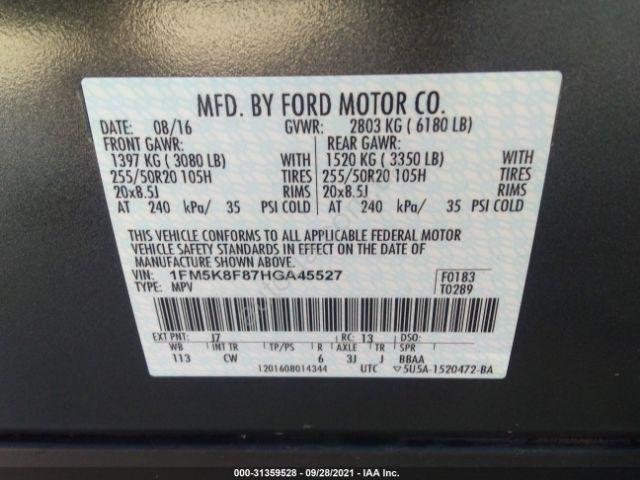 MFD. BY FORD MOTOR CO.
DATE: 08/16 GVWR: 2803 KG ( 6180 LB)
FRONT GAWR: REAR GAWR:
1397 KG ( 3080 LB) WITH 1520 KG ( 3350 LB) WITH
255/50R20 105H TIRES 255/50R20 105H TIRES
20x8.5J RIMS 20x8.5J RIMS
AT 240 kPa/ 35 PSI COLD AT 240 kPa/ 35 PSI COLD
THIS VEHICLE CONFORMS TO ALL APPLICABLE FEDERAL MOTOR
VEHICLE SAFETY STANDARDS IN EFFECT ON THE DATE OF
MANUFACTURE SHOWN ABOVE.
VIN: 1FM5K8F87HGA45527 F0183
TYPE: MPV T0289
EXT PNT: J7 RC: 13 DSO:
WB INT TR TP/PS R AXLE TR SPR
113 CW 6 3J J BBAA
1201608014344 UTC ▽5U5A-1520472-BA
000-31359528 - 09/28/2021 - IAA Inc.